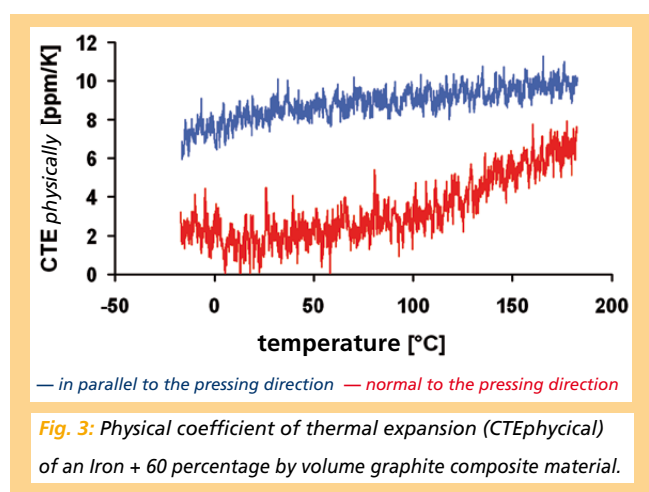 CTE physically [ppm/K]
12
10
8
6
4
2
0
-50 0 50 100 150 200
temperature [°C]
— in parallel to the pressing direction — normal to the pressing direction
Fig. 3: Physical coefficient of thermal expansion (CTEphycical)
of an Iron + 60 percentage by volume graphite composite material.